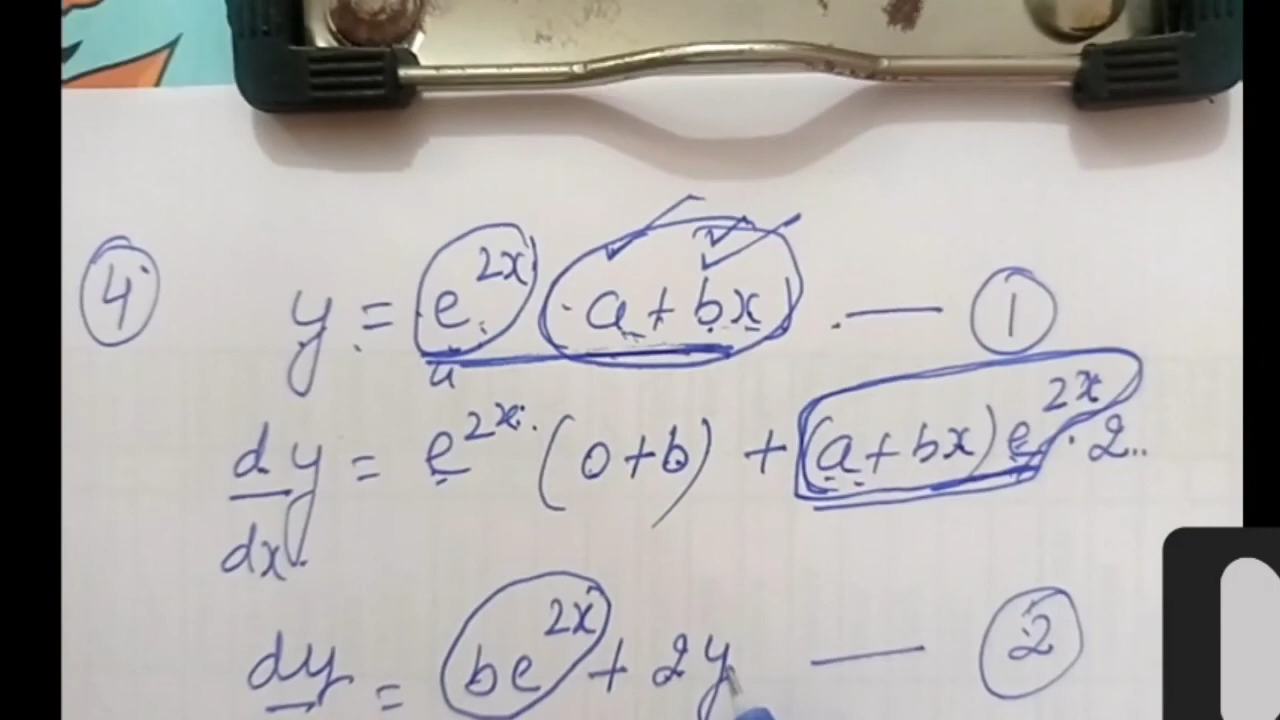 ④ y = e^{2x} (a + bx) — ①
u
dy/dx = e^{2x} · (0+b) + (a+bx) e^{2x} · 2..
dy = be^{2x} + 2y — ②